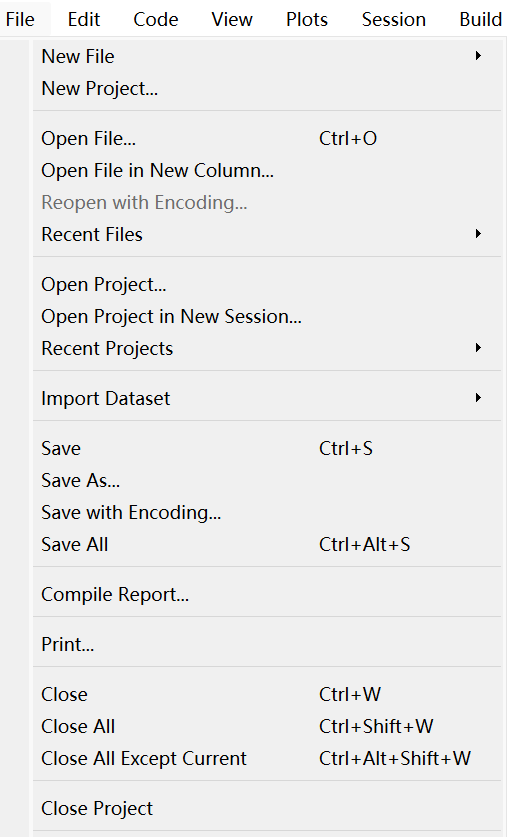 File Edit Code View Plots Session Build
New File
New Project...
Open File... Ctrl+O
Open File in New Column...
Reopen with Encoding...
Recent Files
Open Project...
Open Project in New Session...
Recent Projects
Import Dataset
Save Ctrl+S
Save As...
Save with Encoding...
Save All Ctrl+Alt+S
Compile Report...
Print...
Close Ctrl+W
Close All Ctrl+Shift+W
Close All Except Current Ctrl+Alt+Shift+W
Close Project